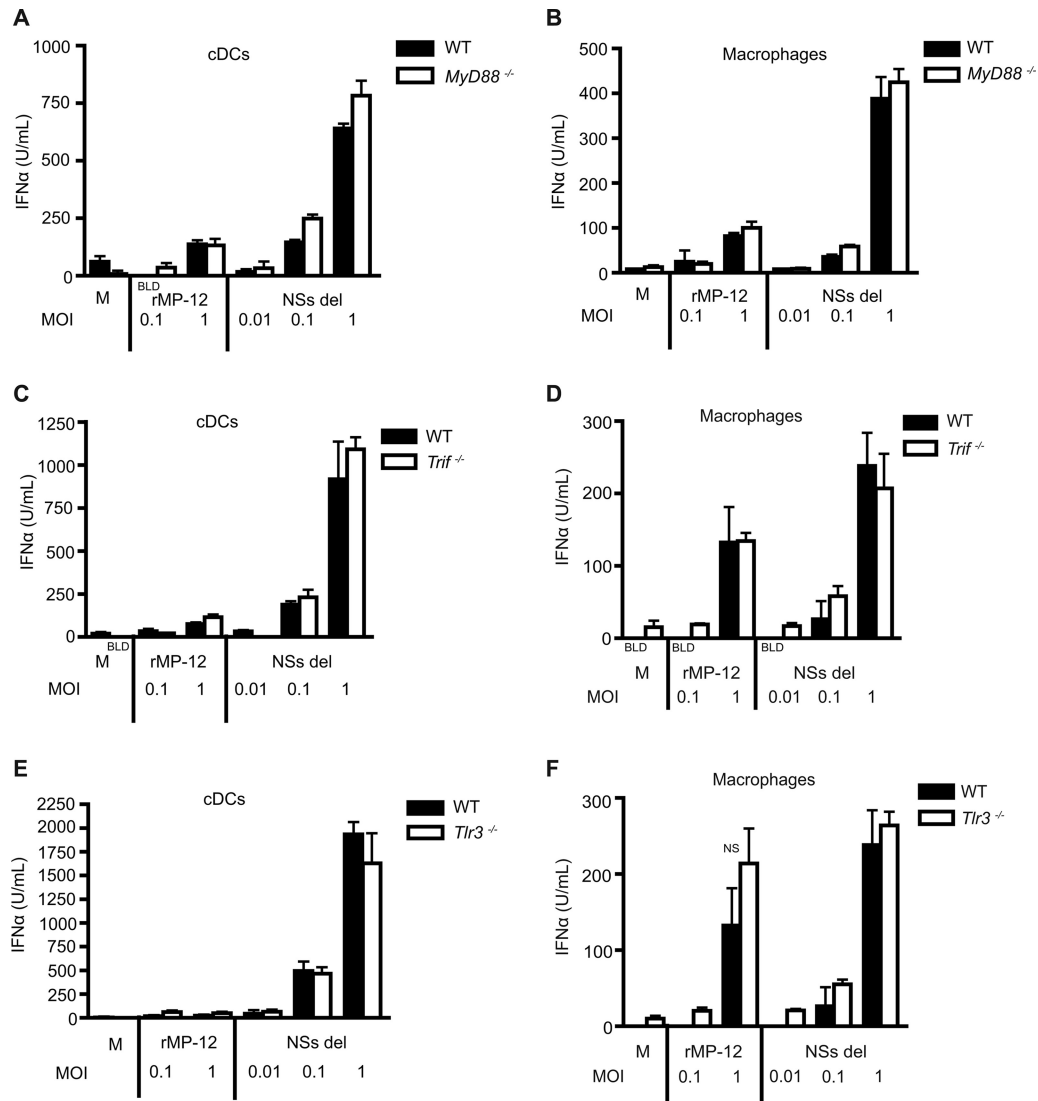 A
cDCs
WT
MyD88 -/-
IFNα (U/mL)
1000
750
500
250
0
M
BLD
rMP-12
NSs del
MOI
0.1
1
0.01
0.1
1
B
Macrophages
WT
MyD88 -/-
IFNα (U/mL)
500
400
300
200
100
0
M
rMP-12
NSs del
MOI
0.1
1
0.01
0.1
1
C
cDCs
WT
Trif -/-
IFNα (U/mL)
1250
1000
750
500
250
0
M
BLD
rMP-12
NSs del
MOI
0.1
1
0.01
0.1
1
D
Macrophages
WT
Trif -/-
IFNα (U/mL)
300
200
100
0
BLD
BLD
BLD
M
rMP-12
NSs del
MOI
0.1
1
0.01
0.1
1
E
cDCs
WT
Tlr3 -/-
IFNα (U/mL)
2250
2000
1750
1500
1250
1000
750
500
250
0
M
rMP-12
NSs del
MOI
0.1
1
0.01
0.1
1
F
Macrophages
WT
Tlr3 -/-
IFNα (U/mL)
300
200
100
0
NS
M
rMP-12
NSs del
MOI
0.1
1
0.01
0.1
1